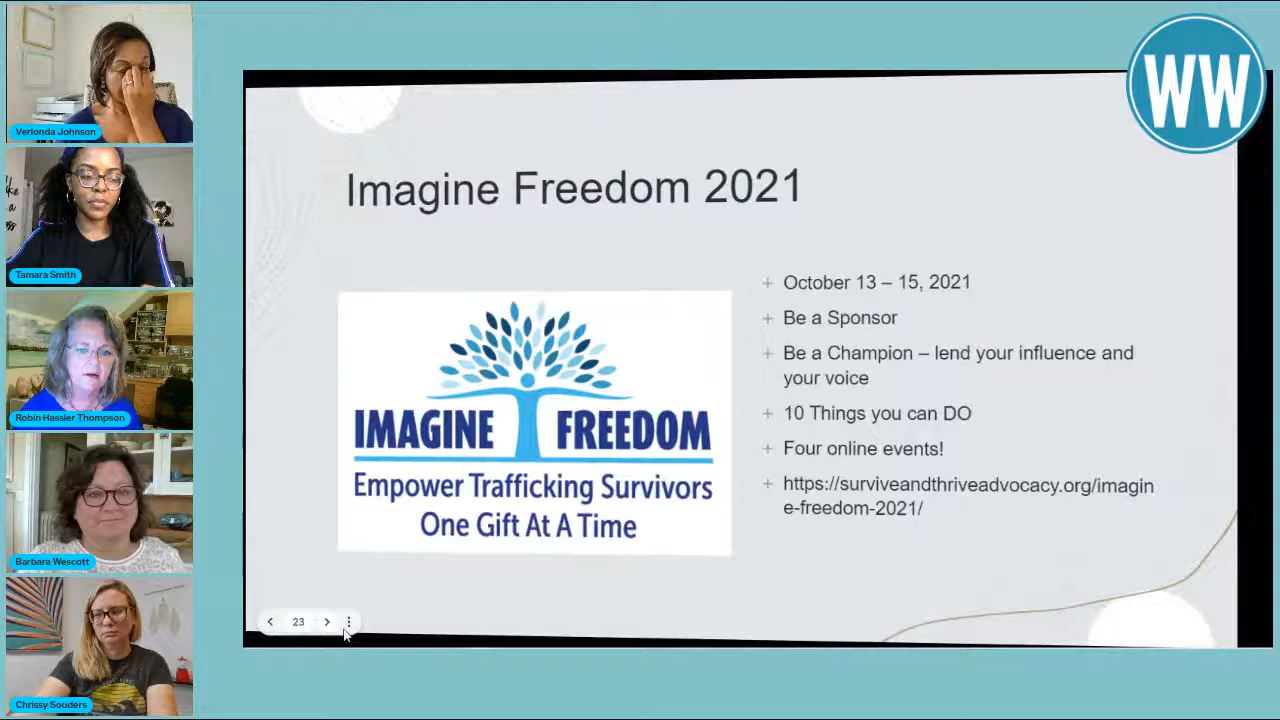 Verlonda Johnson
Tamara Smith
Robin Hassler Thompson
Barbara Wescott
Chrissy Souders
WW
Imagine Freedom 2021
IMAGINE FREEDOM
Empower Trafficking Survivors
One Gift At A Time
+ October 13 – 15, 2021
+ Be a Sponsor
+ Be a Champion – lend your influence and
your voice
+ 10 Things you can DO
+ Four online events!
+ https://surviveandthriveadvocacy.org/imagin
e-freedom-2021/
23